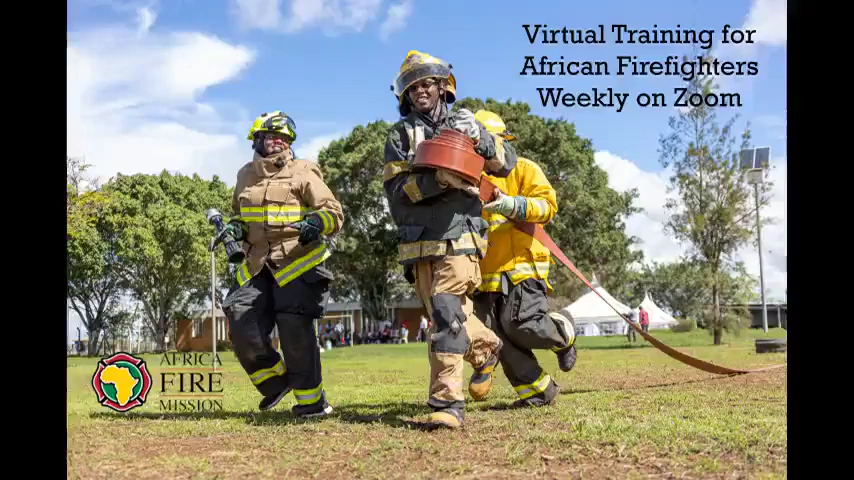 Virtual Training for
African Firefighters
Weekly on Zoom
AFRICA
FIRE
MISSION